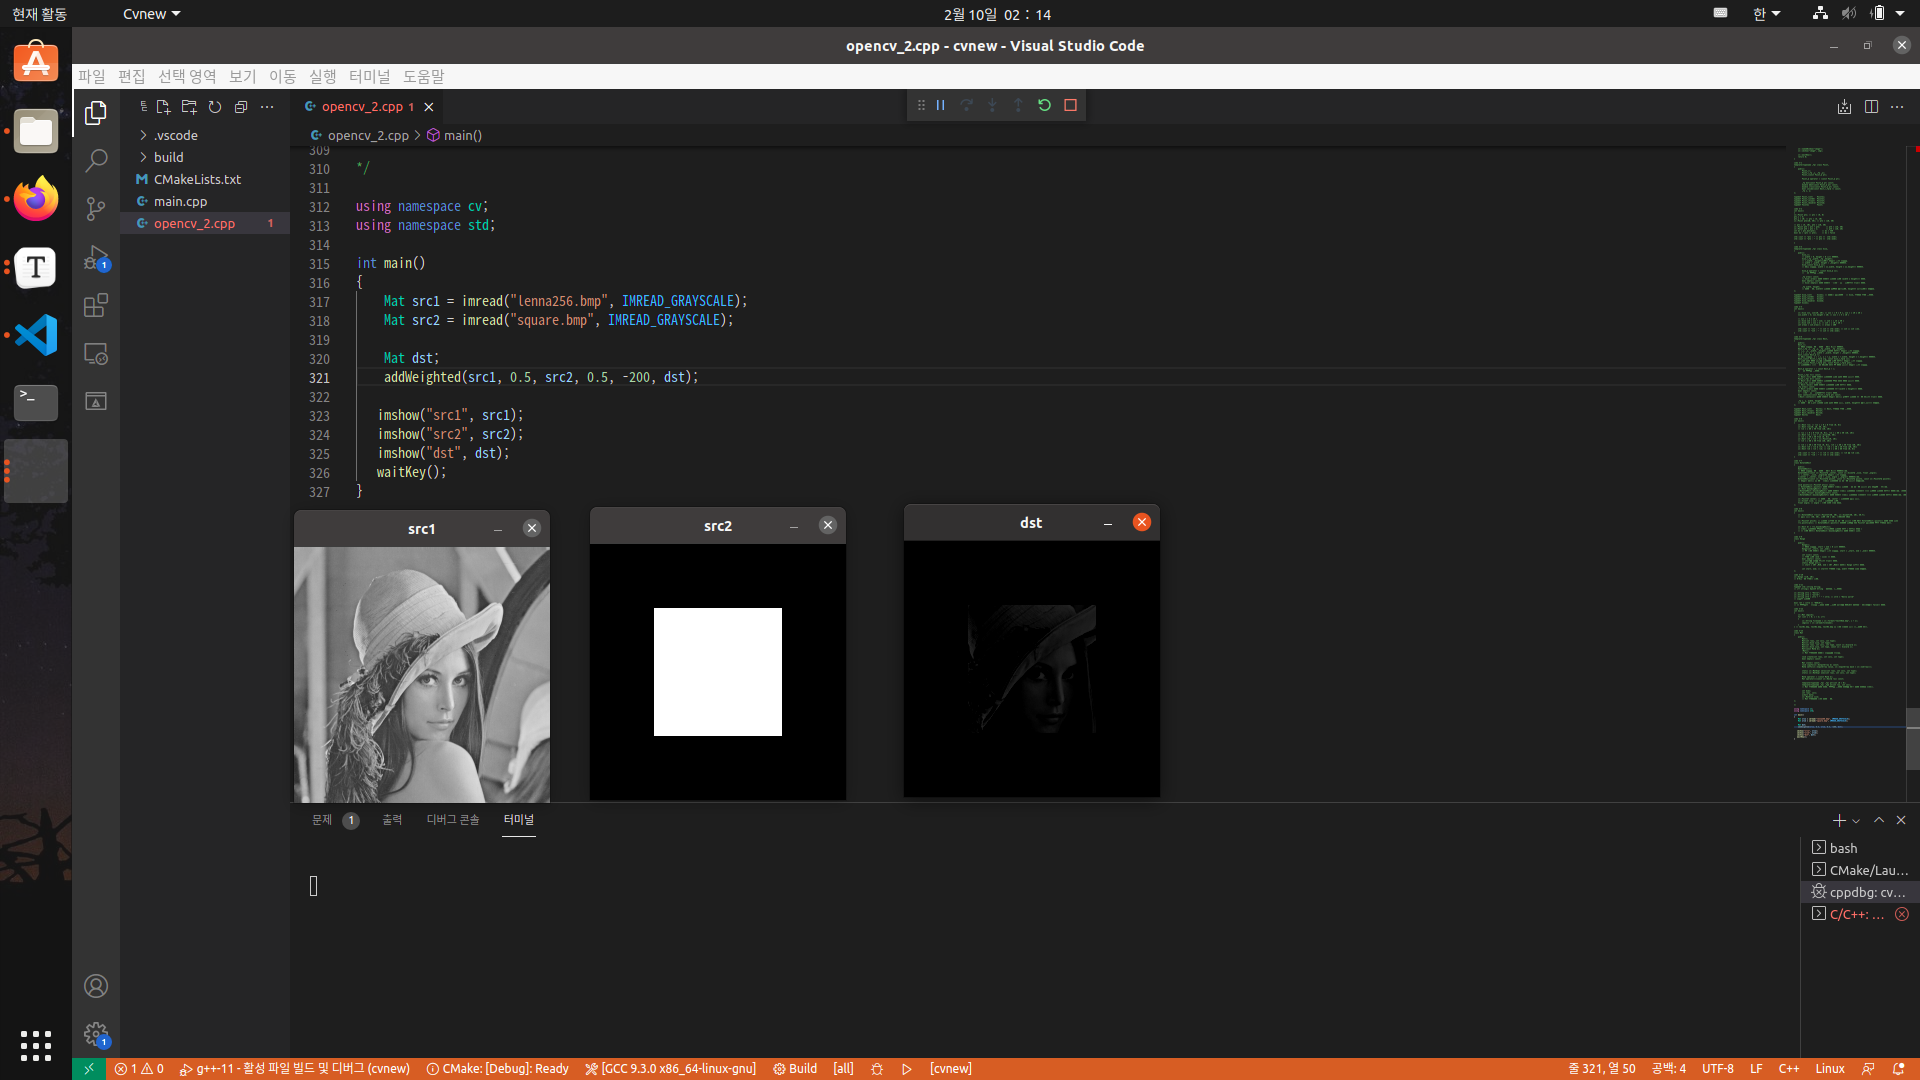 현재 활동
Cvnew
2월 10일 02 : 14
한
opencv_2.cpp - cvnew - Visual Studio Code
파일 편집 선택 영역 보기 이동 실행 터미널 도움말
opencv_2.cpp 1
opencv_2.cpp > main()
.vscode
build
CMakeLists.txt
main.cpp
opencv_2.cpp 1
309
310 */
311
312 using namespace cv;
313 using namespace std;
314
315 int main()
316 {
317 Mat src1 = imread("lenna256.bmp", IMREAD_GRAYSCALE);
318 Mat src2 = imread("square.bmp", IMREAD_GRAYSCALE);
319
320 Mat dst;
321 addWeighted(src1, 0.5, src2, 0.5, -200, dst);
322
323 imshow("src1", src1);
324 imshow("src2", src2);
325 imshow("dst", dst);
326 waitKey();
327 }
src1
src2
dst
문제 1 출력 디버그 콘솔 터미널
bash
CMake/Lau...
cppdbg: cv...
C/C++: ...
1
1
1 0 g++-11 - 활성 파일 빌드 및 디버그 (cvnew) CMake: [Debug]: Ready [GCC 9.3.0 x86_64-linux-gnu] Build [all] [cvnew] 줄 321, 열 50 공백: 4 UTF-8 LF C++ Linux